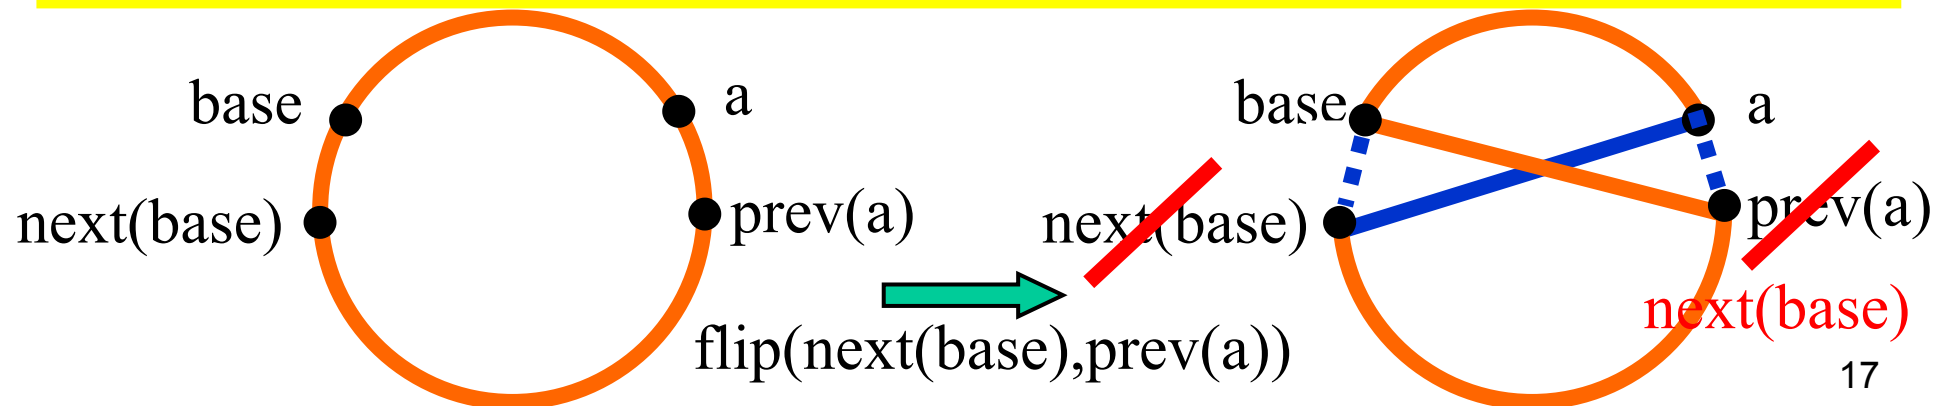 base
a
next(base)
prev(a)
flip(next(base),prev(a))
base
a
next(base)
prev(a)
next(base)
17